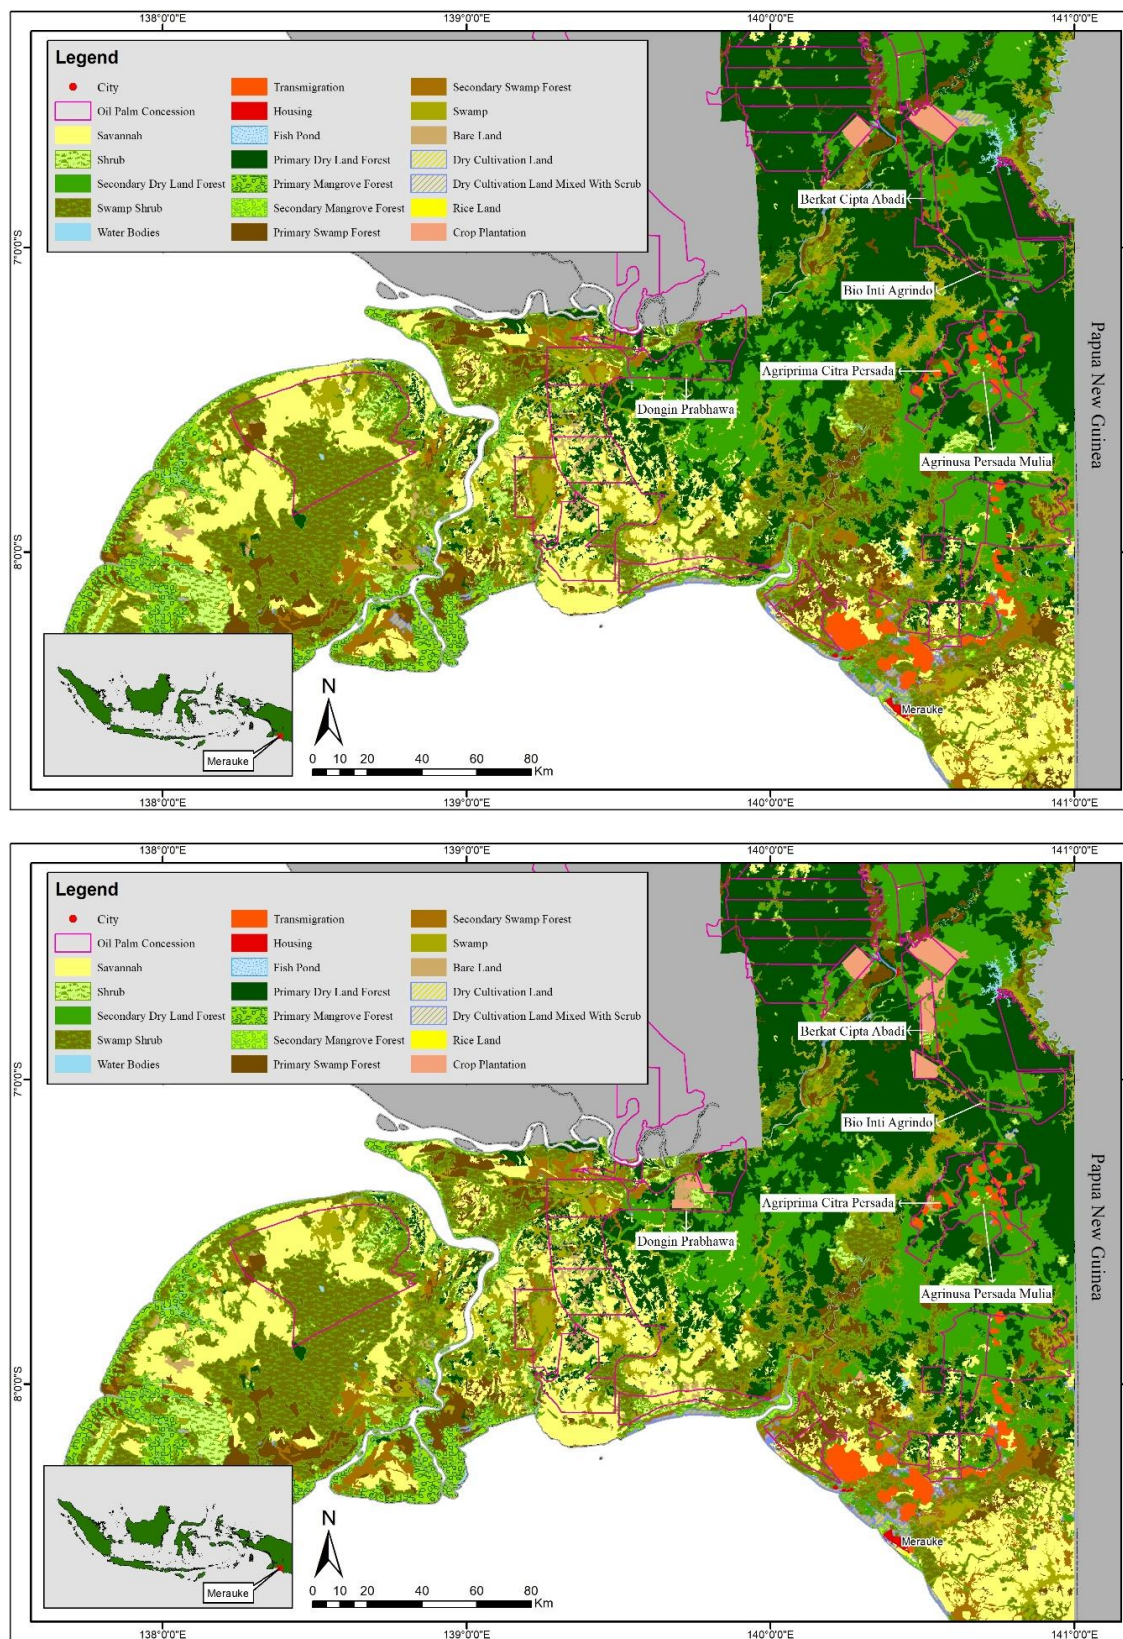 138°0'0"E 139°0'0"E 140°0'0"E 141°0'0"E
Legend
City
Oil Palm Concession
Savannah
Shrub
Secondary Dry Land Forest
Swamp Shrub
Water Bodies
Transmigration
Housing
Fish Pond
Primary Dry Land Forest
Primary Mangrove Forest
Secondary Mangrove Forest
Primary Swamp Forest
Secondary Swamp Forest
Swamp
Bare Land
Dry Cultivation Land
Dry Cultivation Land Mixed With Scrub
Rice Land
Crop Plantation
7°0'0"S
8°0'0"S
Berkat Cipta Abadi
Bio Inti Agrindo
Agriprima Citra Persada
Dongin Prabhawa
Agrinusa Persada Mulia
Papua New Guinea
Merauke
Merauke
N
0 10 20 40 60 80
Km
138°0'0"E 139°0'0"E 140°0'0"E 141°0'0"E
138°0'0"E 139°0'0"E 140°0'0"E 141°0'0"E
Legend
City
Oil Palm Concession
Savannah
Shrub
Secondary Dry Land Forest
Swamp Shrub
Water Bodies
Transmigration
Housing
Fish Pond
Primary Dry Land Forest
Primary Mangrove Forest
Secondary Mangrove Forest
Primary Swamp Forest
Secondary Swamp Forest
Swamp
Bare Land
Dry Cultivation Land
Dry Cultivation Land Mixed With Scrub
Rice Land
Crop Plantation
7°0'0"S
8°0'0"S
Berkat Cipta Abadi
Bio Inti Agrindo
Agriprima Citra Persada
Dongin Prabhawa
Agrinusa Persada Mulia
Papua New Guinea
Merauke
Merauke
N
0 10 20 40 60 80
Km
138°0'0"E 139°0'0"E 140°0'0"E 141°0'0"E